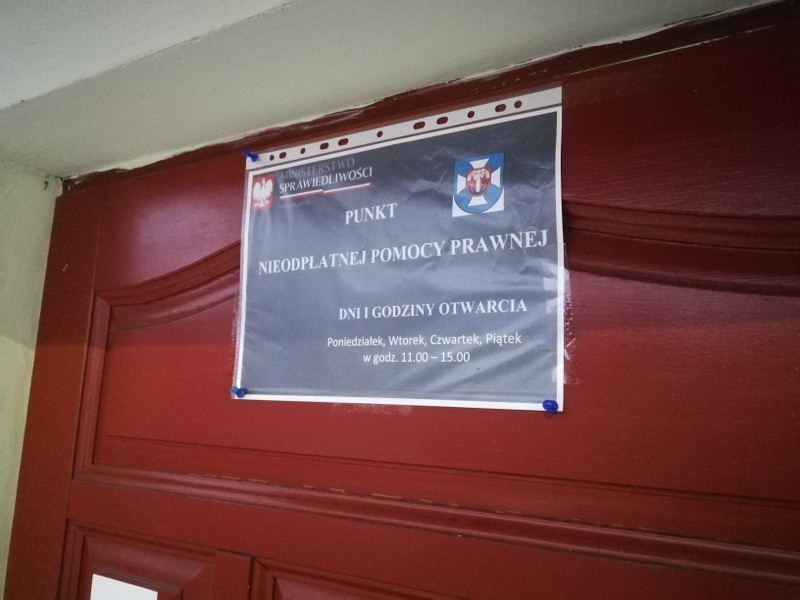 MINISTERSTWO
SPRAWIEDLIWOŚCI
PUNKT
NIEODPŁATNEJ POMOCY PRAWNEJ
DNI I GODZINY OTWARCIA
Poniedziałek, Wtorek, Czwartek, Piątek
w godz. 11.00 – 15.00